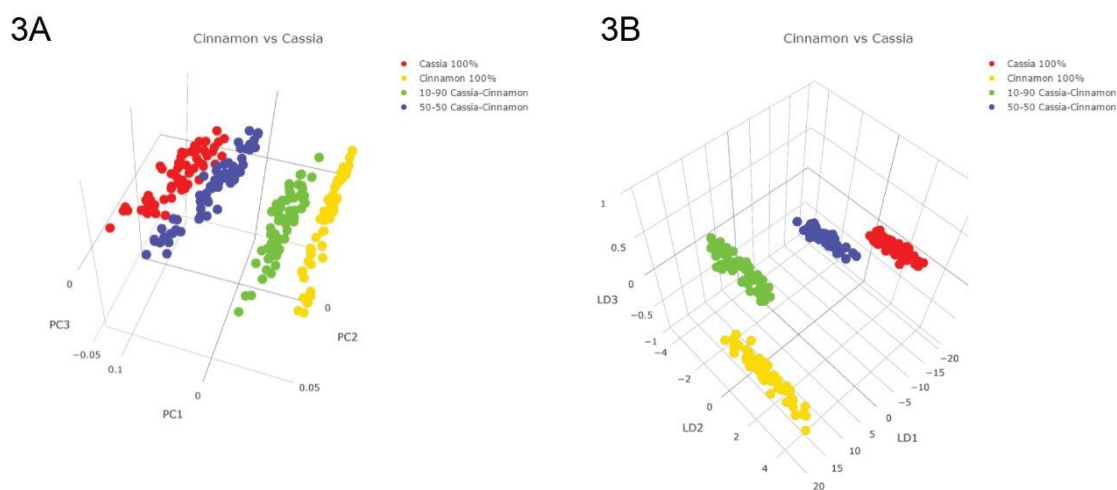 3A
Cinnamon vs Cassia
Cassia 100%
Cinnamon 100%
10-90 Cassia-Cinnamon
50-50 Cassia-Cinnamon
0
PC3
−0.05
0.1
PC1
0
0.05
0
PC2
3B
Cinnamon vs Cassia
Cassia 100%
Cinnamon 100%
10-90 Cassia-Cinnamon
50-50 Cassia-Cinnamon
1
0.5
0
LD3
−0.5
−1
−4
−2
0
LD2
2
4
−20
−15
−10
−5
0
LD1
5
10
15
20